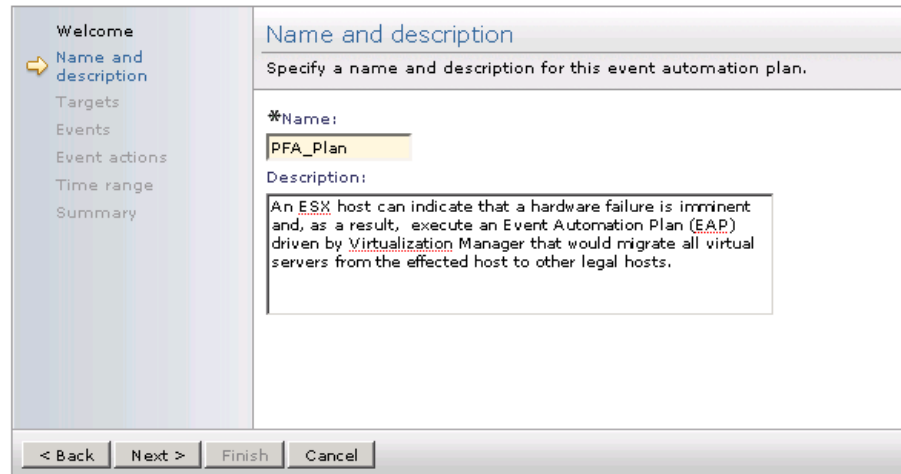 Welcome
Name and
description
Targets
Events
Event actions
Time range
Summary
Name and description
Specify a name and description for this event automation plan.
*Name:
PFA_Plan
Description:
An ESX host can indicate that a hardware failure is imminent
and, as a result,  execute an Event Automation Plan (EAP)
driven by Virtualization Manager that would migrate all virtual
servers from the effected host to other legal hosts.
< Back Next > Finish Cancel